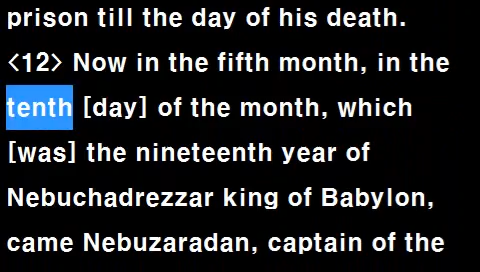 prison till the day of his death.
<12> Now in the fifth month, in the
tenth [day] of the month, which
[was] the nineteenth year of
Nebuchadrezzar king of Babylon,
came Nebuzaradan, captain of the